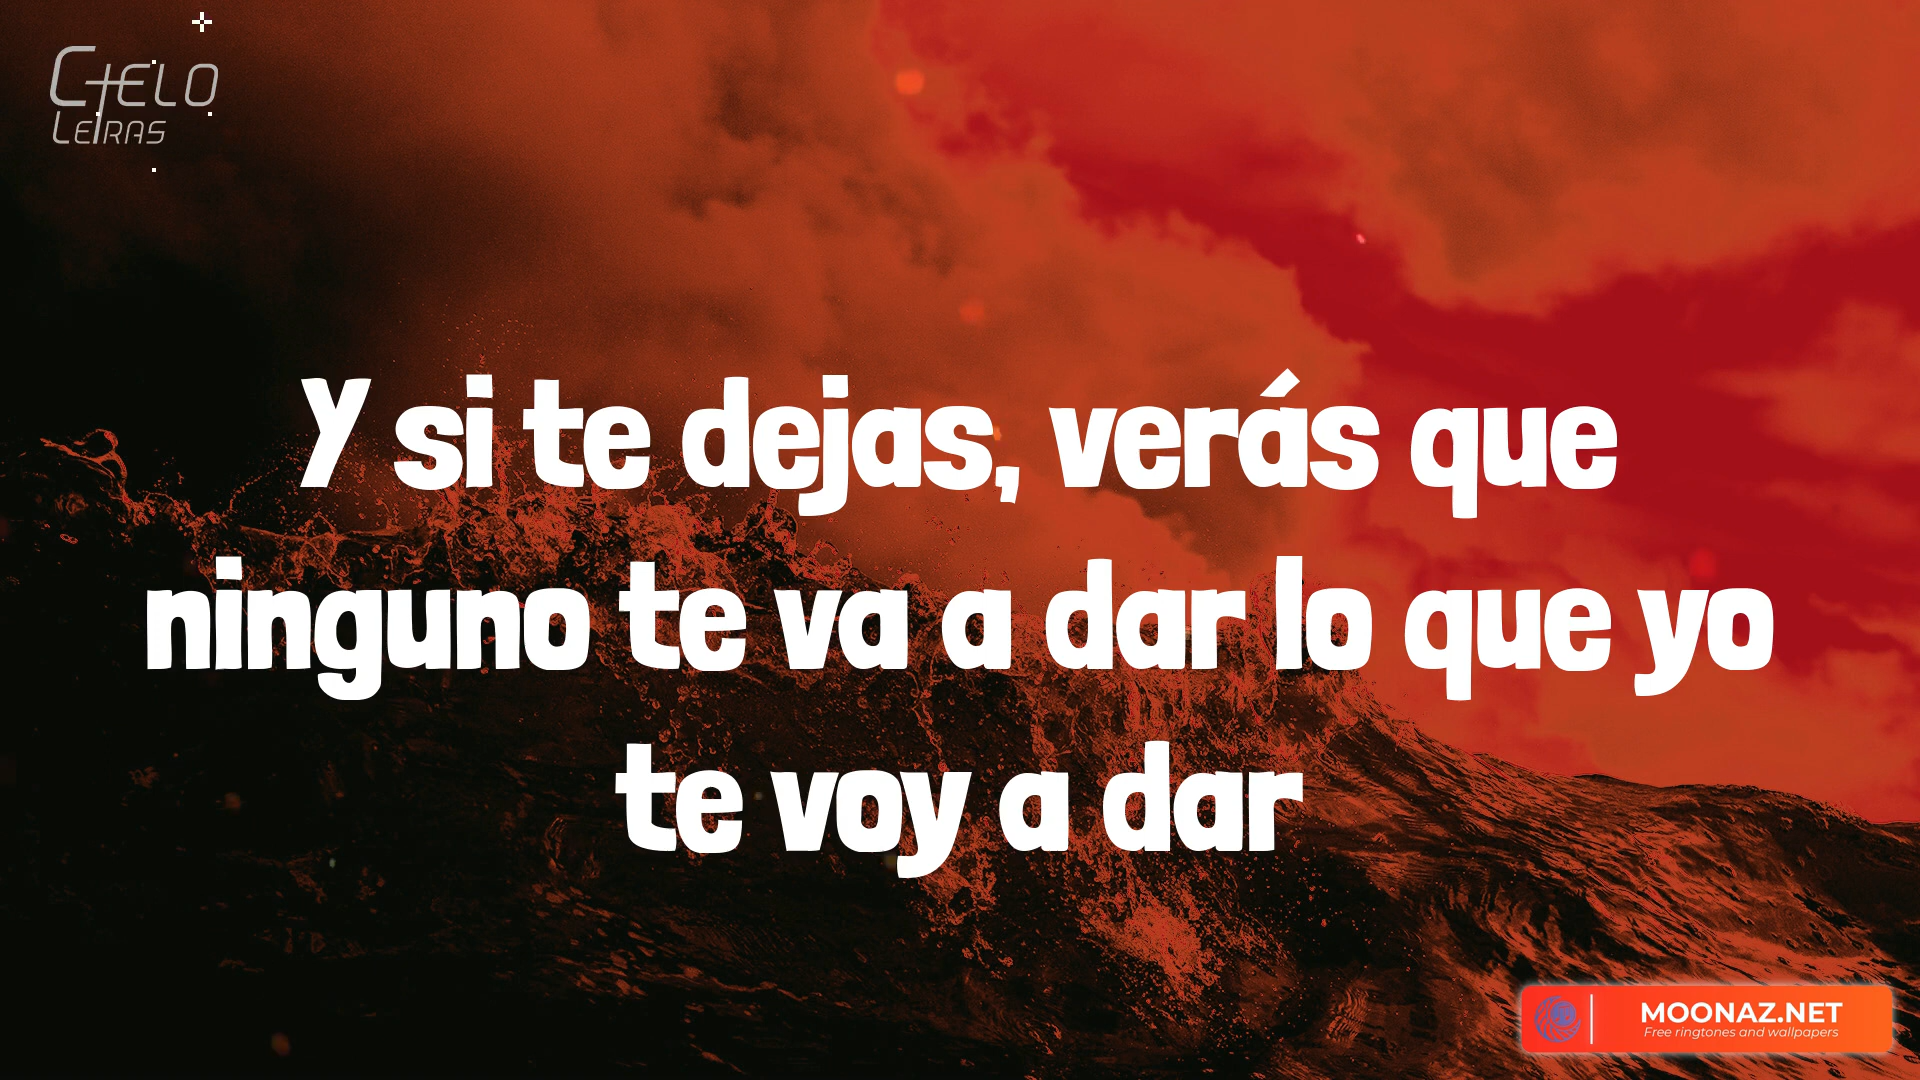 CIELO
LETRAS
Y si te dejas, verás que
ninguno te va a dar lo que yo
te voy a dar
MOONAZ.NET
Free ringtones and wallpapers